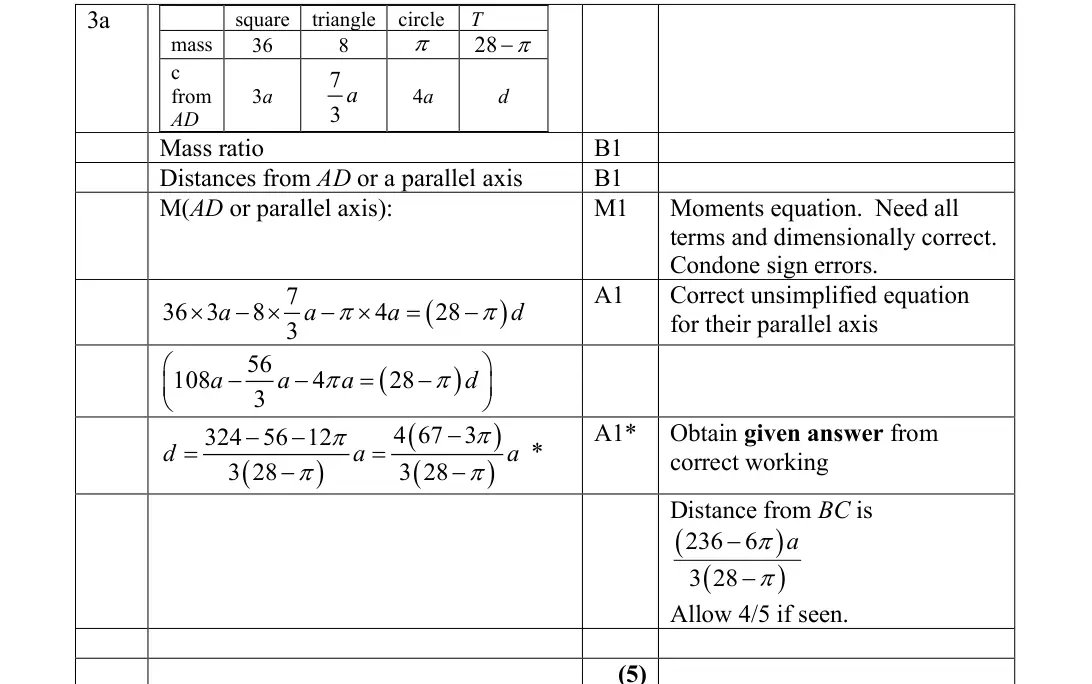 3a
square triangle circle T
mass 36 8 π 28 − π
c from AD 3a 7/3 a 4a d
Mass ratio B1
Distances from AD or a parallel axis B1
M(AD or parallel axis): M1 Moments equation. Need all
terms and dimensionally correct.
Condone sign errors.
36 × 3a − 8 × 7/3 a − π × 4a = (28 − π) d A1 Correct unsimplified equation
for their parallel axis
(108a − 56/3 a − 4πa = (28 − π) d)
d = (324 − 56 − 12π)/(3(28 − π)) a = (4(67 − 3π))/(3(28 − π)) a * A1* Obtain given answer from
correct working
Distance from BC is
((236 − 6π) a)/(3(28 − π))
Allow 4/5 if seen.
(5)